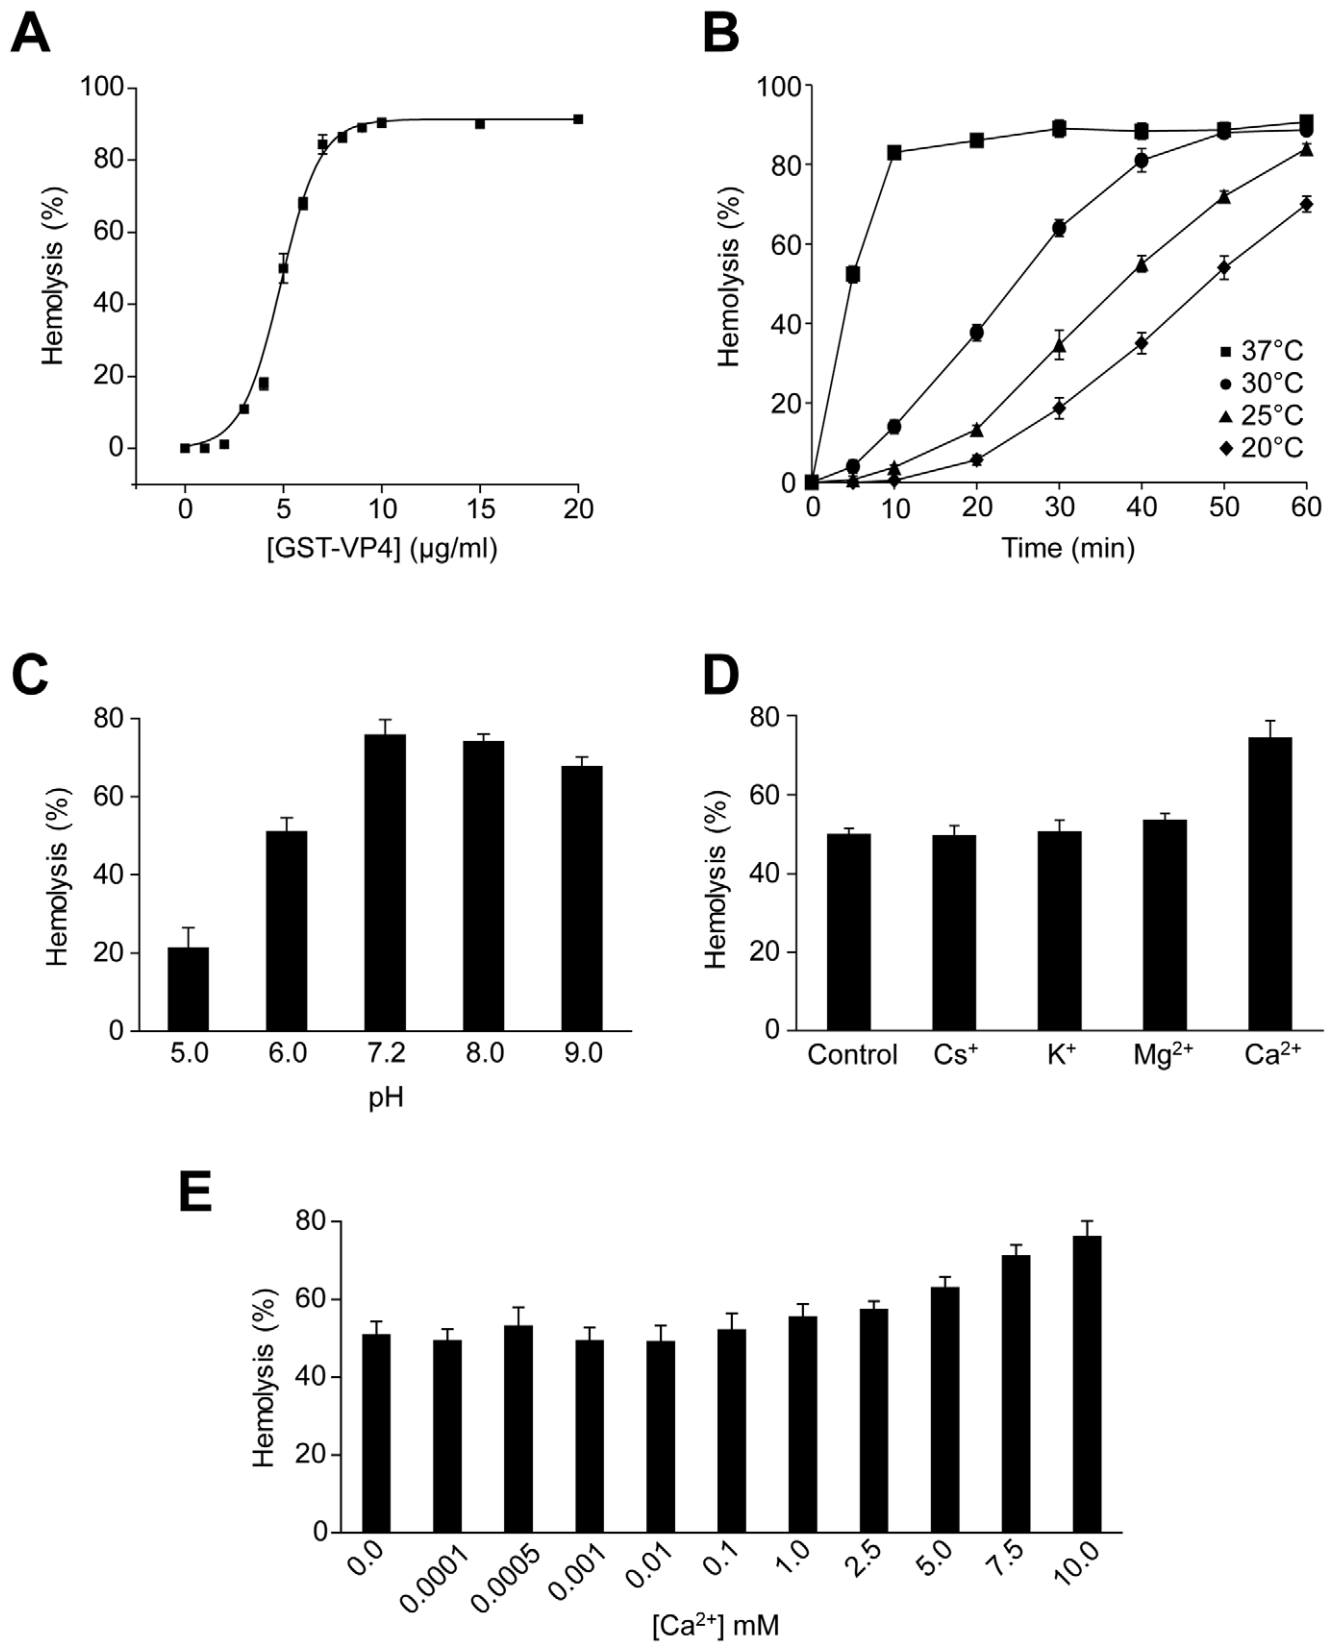 A
B
100
80
60
40
20
0
Hemolysis (%)
0 5 10 15 20
[GST-VP4] (µg/ml)
100
80
60
40
20
0
Hemolysis (%)
37°C
30°C
25°C
20°C
0 10 20 30 40 50 60
Time (min)
C
D
80
60
40
20
0
Hemolysis (%)
5.0 6.0 7.2 8.0 9.0
pH
80
60
40
20
0
Hemolysis (%)
Control Cs⁺ K⁺ Mg²⁺ Ca²⁺
E
80
60
40
20
0
Hemolysis (%)
0.0 0.0001 0.0005 0.001 0.01 0.1 1.0 2.5 5.0 7.5 10.0
[Ca²⁺] mM